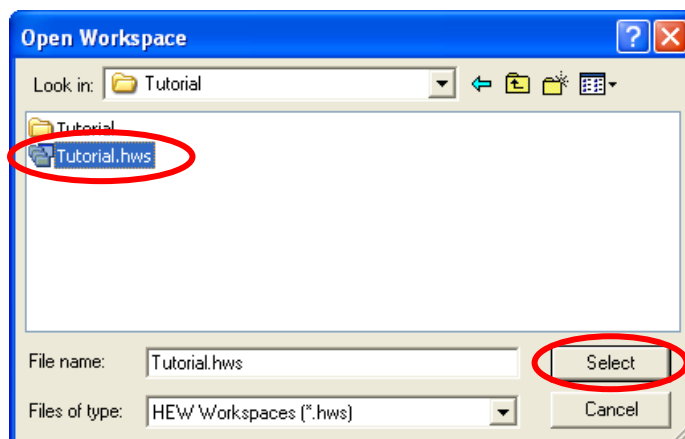 Open Workspace
Look in: Tutorial
Tutorial
Tutorial.hws
File name: Tutorial.hws Select
Files of type: HEW Workspaces (*.hws) Cancel